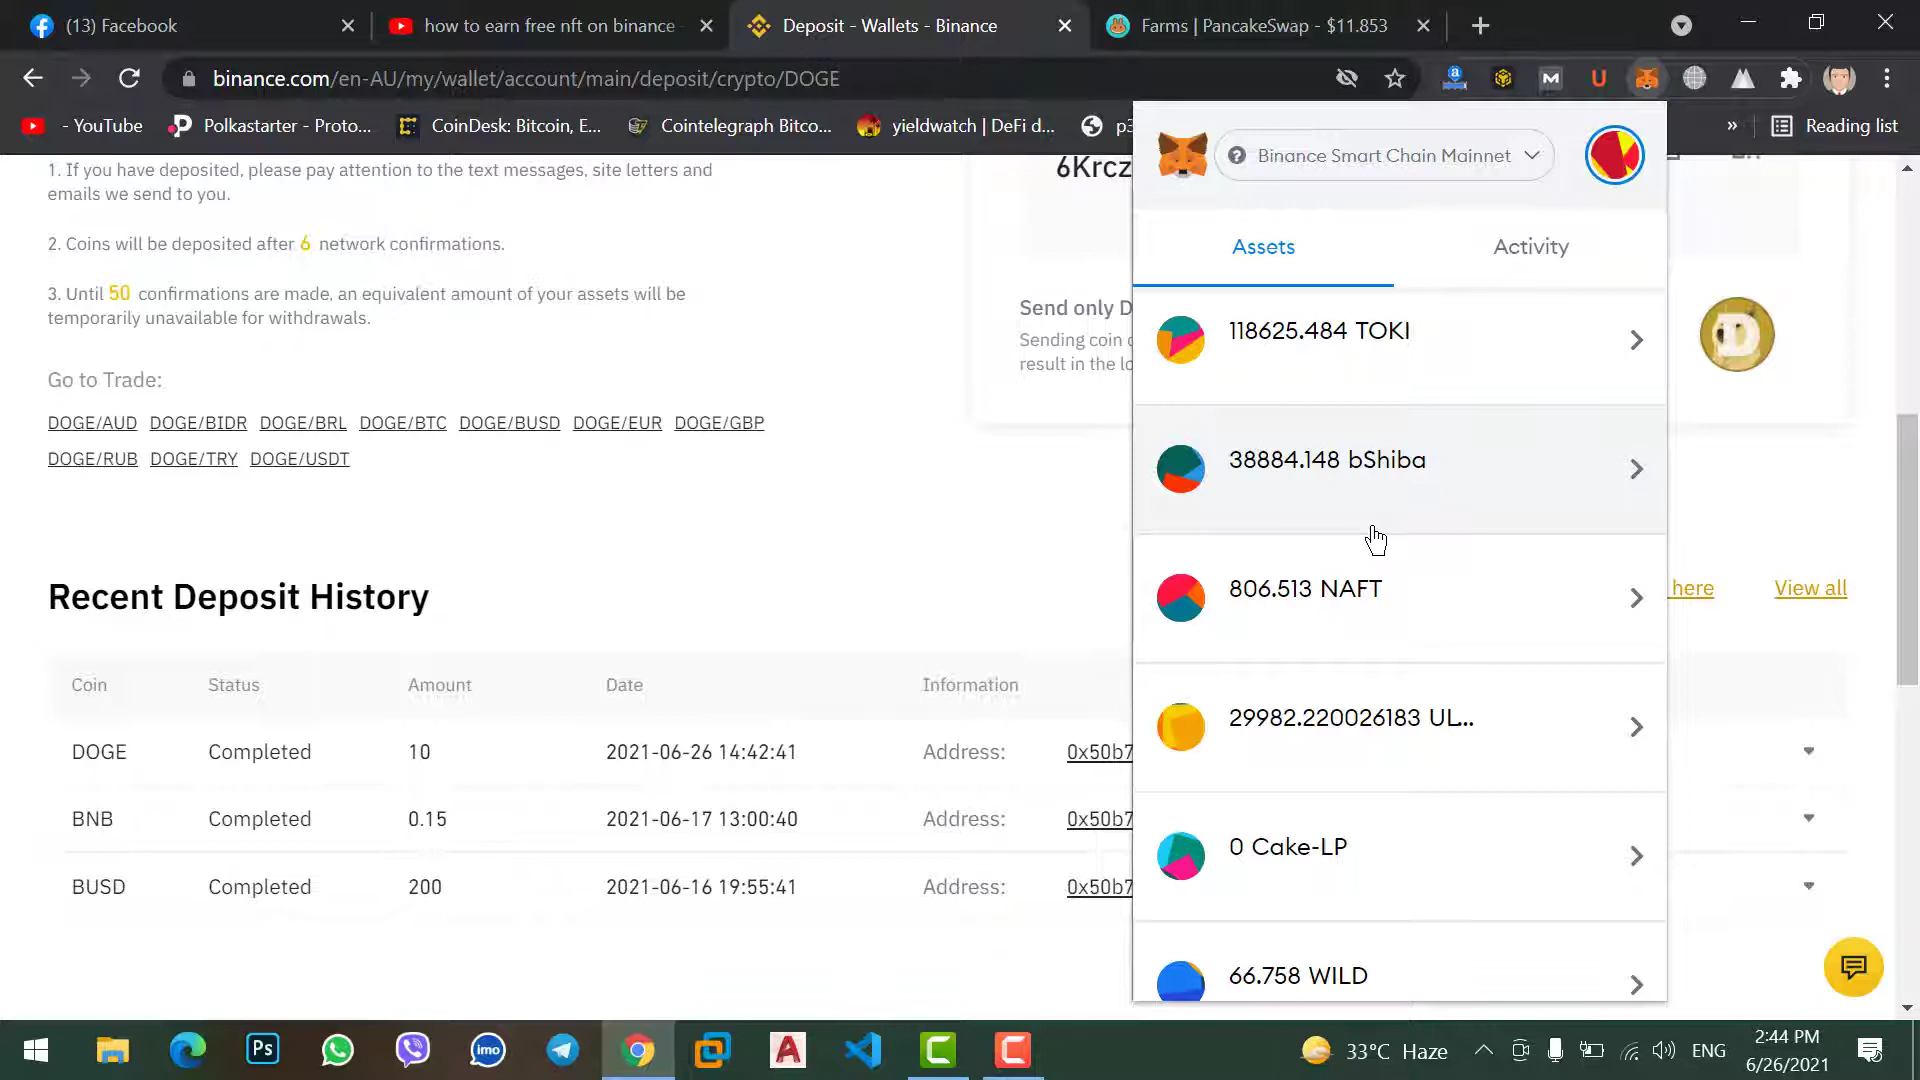 (13) Facebook
how to earn free nft on binance
Deposit - Wallets - Binance
Farms | PancakeSwap - $11.853
binance.com/en-AU/my/wallet/account/main/deposit/crypto/DOGE
- YouTube
Polkastarter - Proto...
CoinDesk: Bitcoin, E...
Cointelegraph Bitco...
yieldwatch | DeFi d...
Reading list
1. If you have deposited, please pay attention to the text messages, site letters and
emails we send to you.
2. Coins will be deposited after 6 network confirmations.
3. Until 50 confirmations are made, an equivalent amount of your assets will be
temporarily unavailable for withdrawals.
Go to Trade:
DOGE/AUD DOGE/BIDR DOGE/BRL DOGE/BTC DOGE/BUSD DOGE/EUR DOGE/GBP
DOGE/RUB DOGE/TRY DOGE/USDT
6Krcz
Send only D
Sending coin
result in the lo
Binance Smart Chain Mainnet
Assets
Activity
118625.484 TOKI
38884.148 bShiba
806.513 NAFT
29982.220026183 UL...
0 Cake-LP
66.758 WILD
Recent Deposit History
here
View all
Coin Status Amount Date Information
DOGE Completed 10 2021-06-26 14:42:41 Address: 0x50b7
BNB Completed 0.15 2021-06-17 13:00:40 Address: 0x50b7
BUSD Completed 200 2021-06-16 19:55:41 Address: 0x50b7
Ps
imo
33°C Haze
ENG
2:44 PM
6/26/2021